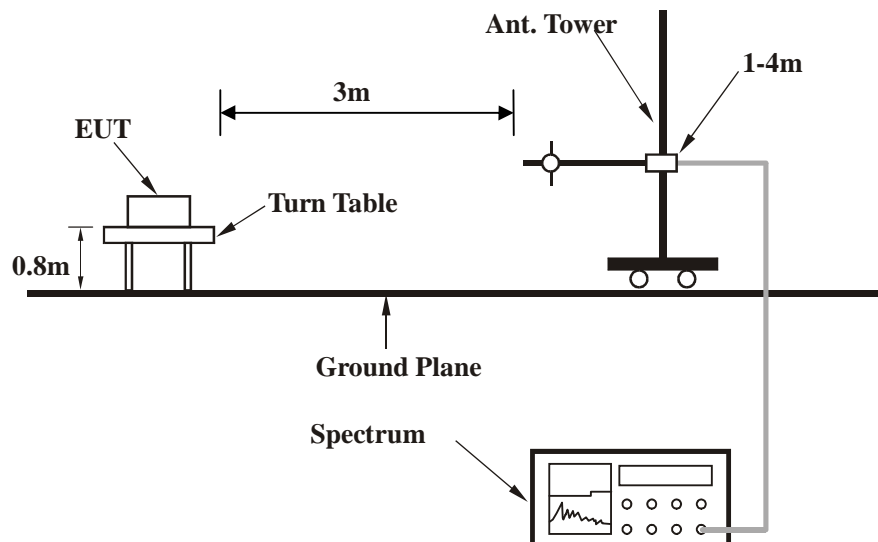 Ant. Tower
1-4m
3m
EUT
Turn Table
0.8m
Ground Plane
Spectrum